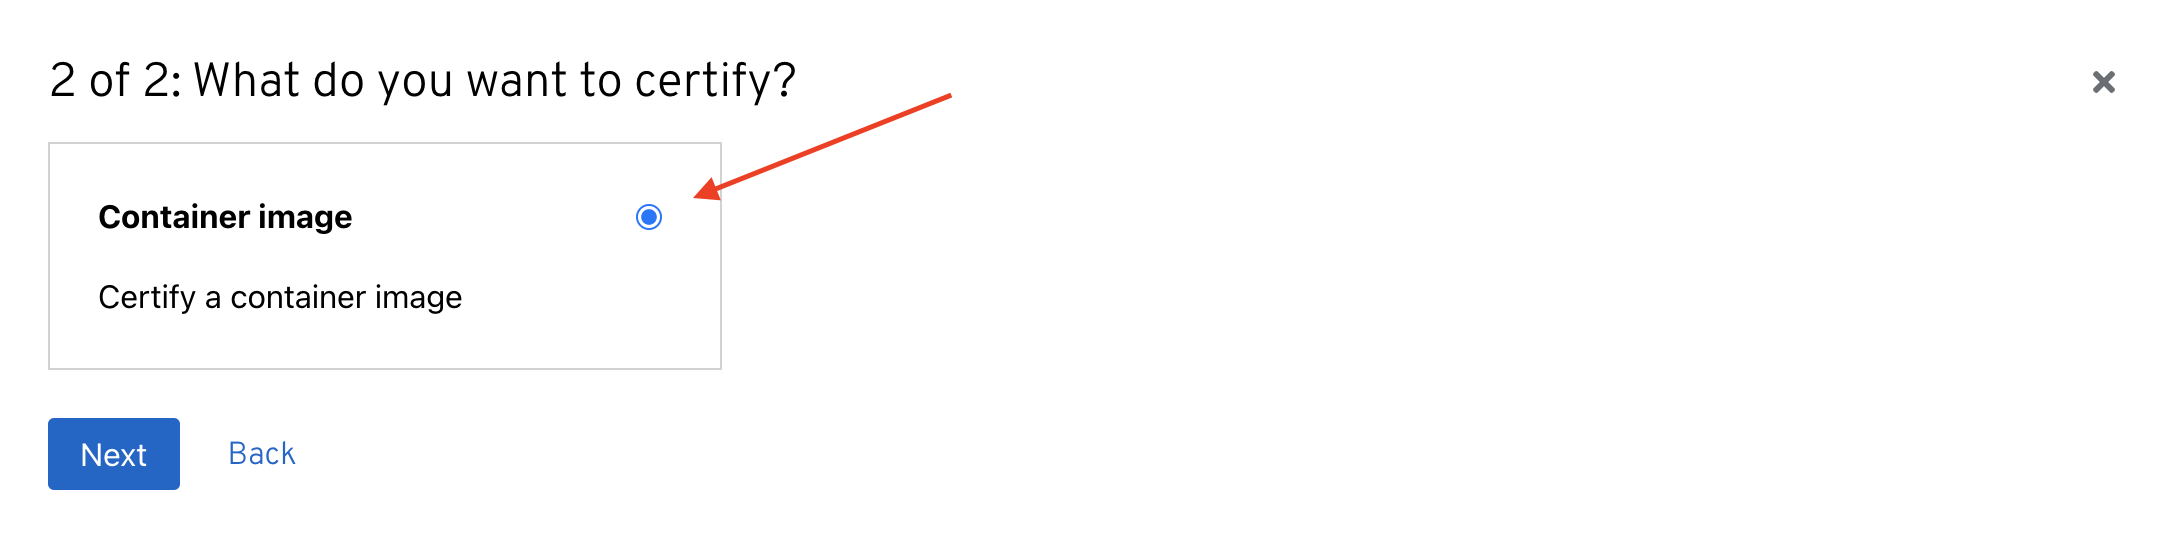 2 of 2: What do you want to certify?
Container image
Certify a container image
Next
Back